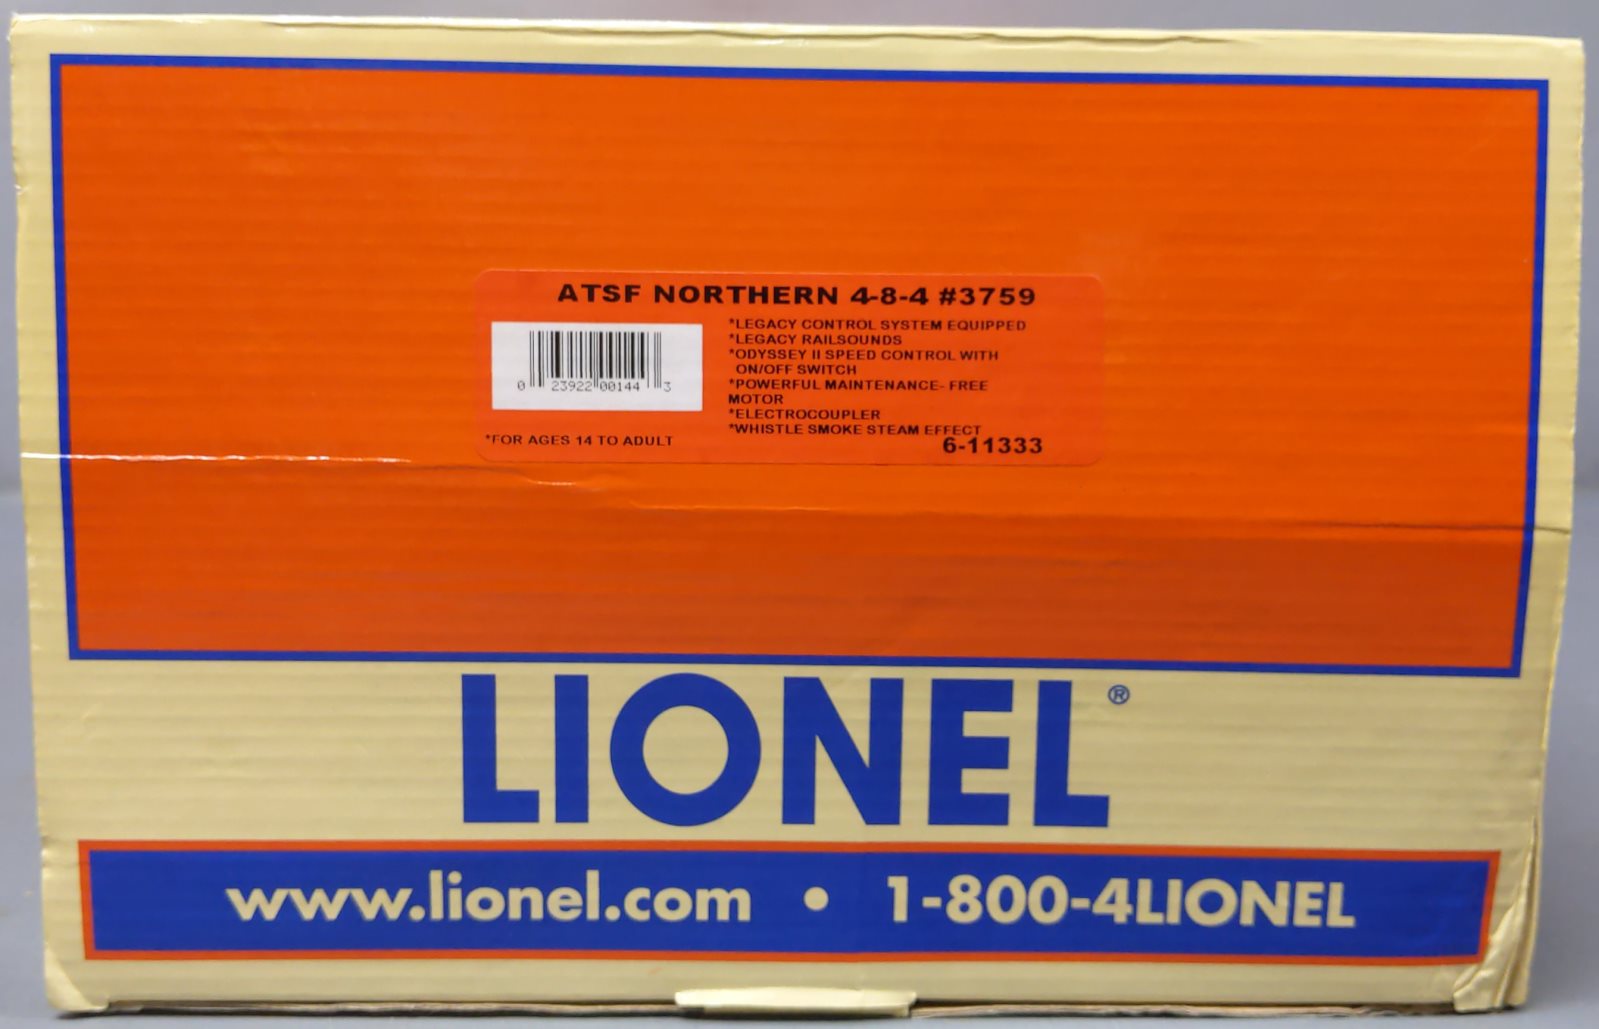 ATSF NORTHERN 4-8-4 #3759
*LEGACY CONTROL SYSTEM EQUIPPED
*LEGACY RAILSOUNDS
*ODYSSEY II SPEED CONTROL WITH
ON/OFF SWITCH
*POWERFUL MAINTENANCE- FREE
MOTOR
*ELECTROCOUPLER
*WHISTLE SMOKE STEAM EFFECT
0 23922 00144 3
*FOR AGES 14 TO ADULT
6-11333
LIONEL®
www.lionel.com • 1-800-4LIONEL